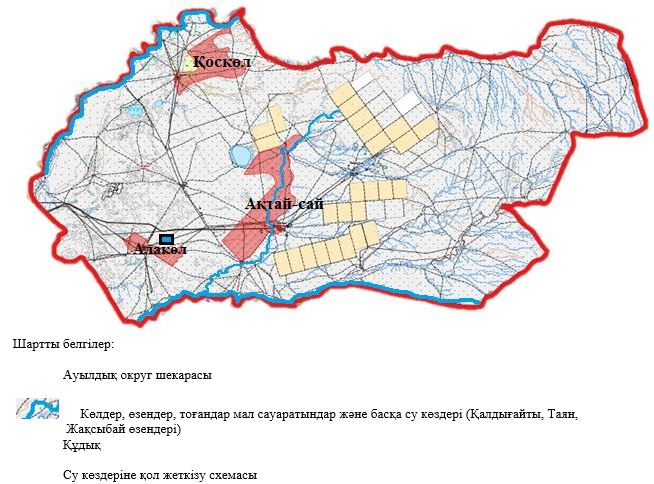 Қоскөл
Ақтай-сай
Алакөл
Шартты белгілер:
Ауылдық округ шекарасы
Көлдер, өзендер, тоғандар мал сауаратындар және басқа су көздері (Қалдығайты, Таян,
Жақсыбай өзендері)
Құдық
Су көздеріне қол жеткізу схемасы